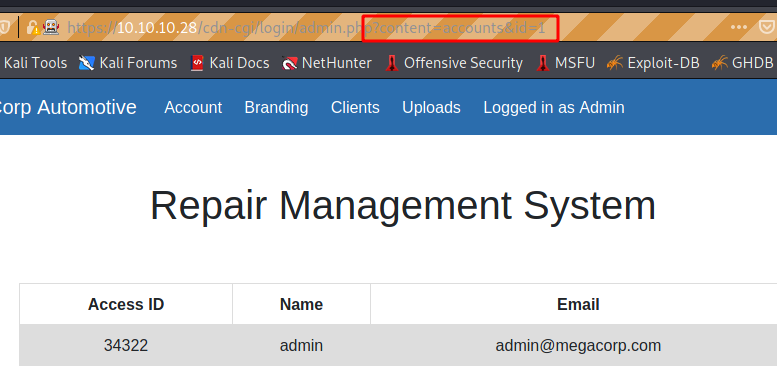 https://10.10.10.28/cdn-cgi/login/admin.php?content=accounts&id=1
Kali Tools Kali Forums Kali Docs NetHunter Offensive Security MSFU Exploit-DB GHDB
Corp Automotive Account Branding Clients Uploads Logged in as Admin
Repair Management System
Access ID Name Email
34322 admin admin@megacorp.com